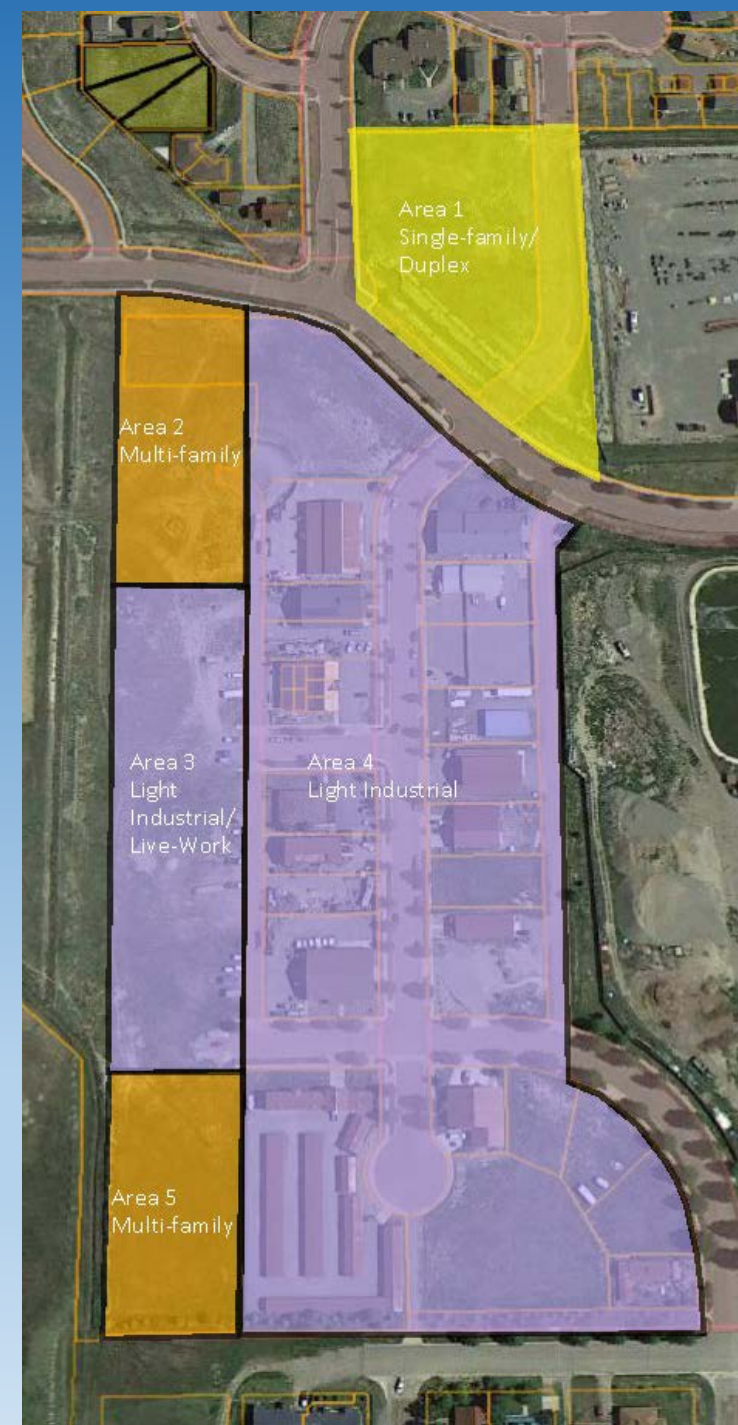 Area 1
Single-family/
Duplex
Area 2
Multi-family
Area 3
Light
Industrial/
Live-Work
Area 4
Light Industrial
Area 5
Multi-family